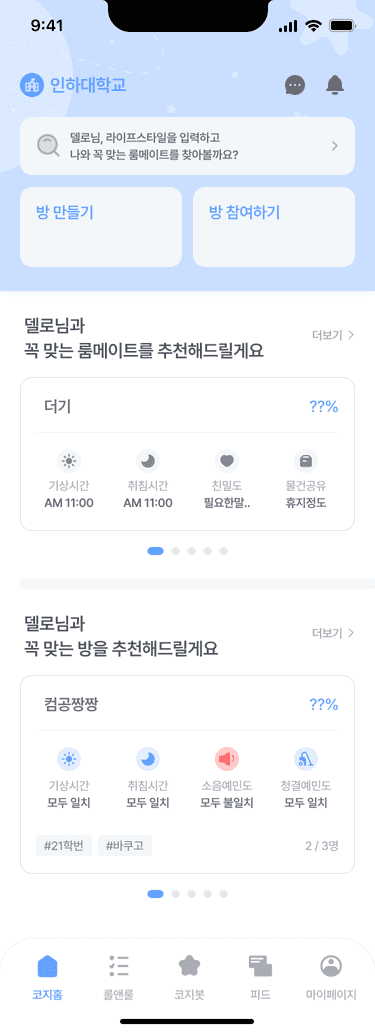 9:41
인하대학교
델로님, 라이프스타일을 입력하고
나와 꼭 맞는 룸메이트를 찾아볼까요?
방 만들기
방 참여하기
델로님과
꼭 맞는 룸메이트를 추천해드릴게요
더보기
더기
??%
기상시간
취침시간
친밀도
물건공유
AM 11:00
AM 11:00
필요한말..
휴지정도
델로님과
꼭 맞는 방을 추천해드릴게요
더보기
컴공짱짱
??%
기상시간
취침시간
소음예민도
청결예민도
모두 일치
모두 일치
모두 불일치
모두 일치
#21학번
#바쿠고
2 / 3명
코지홈
롤앤룰
코지봇
피드
마이페이지